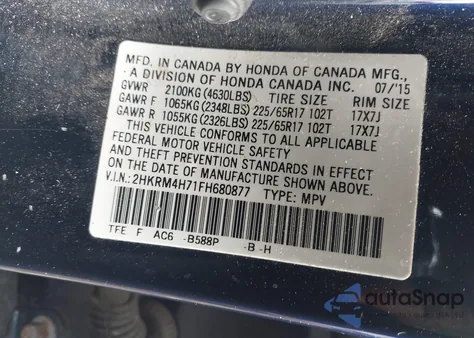 MFD. IN CANADA BY HONDA OF CANADA MFG.,
A DIVISION OF HONDA CANADA INC. 07/'15
GVWR 2100KG (4630LBS) TIRE SIZE RIM SIZE
GAWR F 1065KG (2348LBS) 225/65R17 102T 17X7J
GAWR R 1055KG (2326LBS) 225/65R17 102T 17X7J
THIS VEHICLE CONFORMS TO ALL APPLICABLE
FEDERAL MOTOR VEHICLE SAFETY
AND THEFT PREVENTION STANDARDS IN EFFECT
ON THE DATE OF MANUFACTURE SHOWN ABOVE.
V.I.N.: 2HKRM4H71FH680877 TYPE: MPV
TFE F AC6 -B588P -B-H
autoSnap